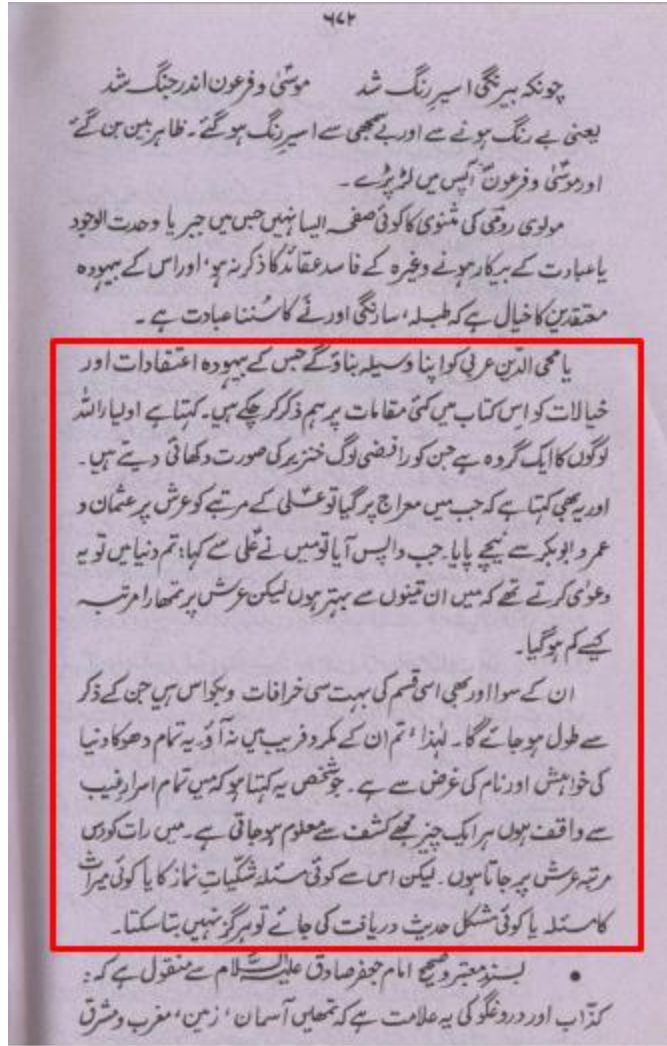 ۶۷۲
چونکہ بیرنگی اسیرِ رنگ شد موسیٰ و فرعون اندر جنگ شد
یعنی بے رنگ ہونے سے اور بے سمجھی سے اسیرِ رنگ ہو گئے۔ ظاہر بین بن گئے
اور موسیٰ و فرعون آپس میں لڑ پڑے۔
مولوی رومی کی مثنوی کا کوئی صفحہ ایسا نہیں جس میں جبر یا وحدت الوجود
یا عبادت کے بیکار ہونے وغیرہ کے فاسد عقائد کا ذکر نہ ہو، اور اس کے بیہودہ
معتقدین کا خیال ہے کہ طبلہ، سارنگی اور نَے کا سُننا عبادت ہے۔
یا محی الدّین عربی کو اپنا وسیلہ بناؤ گے جس کے بیہودہ اعتقادات اور
خیالات کو اِس کتاب میں کئی مقامات پر ہم ذکر کر چکے ہیں۔ کہتا ہے اولیاء اللہ
لوگوں کا ایک گروہ ہے جن کو رافضی لوگ خنزیر کی صورت دکھائی دیتے ہیں۔
اور یہ بھی کہتا ہے کہ جب میں معراج پر گیا تو علی کے مرتبے کو عرش پر عثمان و
عمر و ابوبکر سے نیچے پایا۔ جب واپس آیا تو میں نے علی سے کہا: تم دنیا میں تو یہ
دعوٰی کرتے تھے کہ میں ان تینوں سے بہتر ہوں لیکن عرش پر تمھارا مرتبہ
کیسے کم ہو گیا۔
ان کے سوا اور بھی اسی قسم کی بہت سی خرافات و بکواس ہیں جن کے ذکر
سے طول ہو جائے گا۔ لہٰذا، تم ان کے مکر و فریب میں نہ آؤ، یہ تمام دھوکا دنیا
کی خواہش اور نام کی غرض سے ہے۔ جو شخص یہ کہتا ہو کہ میں تمام اسرارِ غیب
سے واقف ہوں ہر ایک چیز مجھے کشف سے معلوم ہو جاتی ہے۔ میں رات کو دس
مرتبہ عرش پر جاتا ہوں۔ لیکن اس سے کوئی مسئلہ شکیاتِ نماز کا یا کوئی میراث
کا مسئلہ یا کوئی مشکل حدیث دریافت کی جائے تو ہرگز نہیں بتا سکتا۔
• بسندِ معتبر و صحیح امام جعفر صادق علیہ السّلام سے منقول ہے کہ:
کذّاب اور دروغگو کی یہ علامت ہے کہ تمھیں آسمان، زمین، مغرب و مشرق